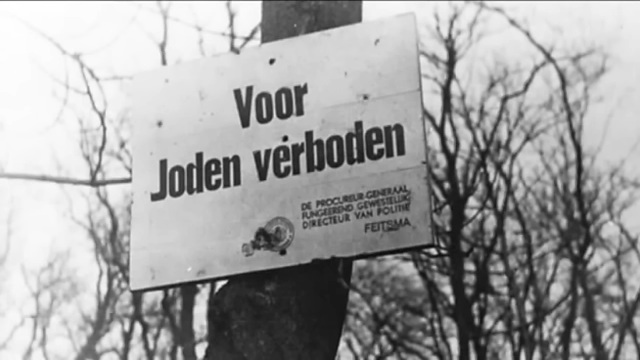 Voor
Joden verboden
DE PROCUREUR-GENERAAL
FUNGEEREND GEWESTELIJK
DIRECTEUR VAN POLITIE
FEITSMA